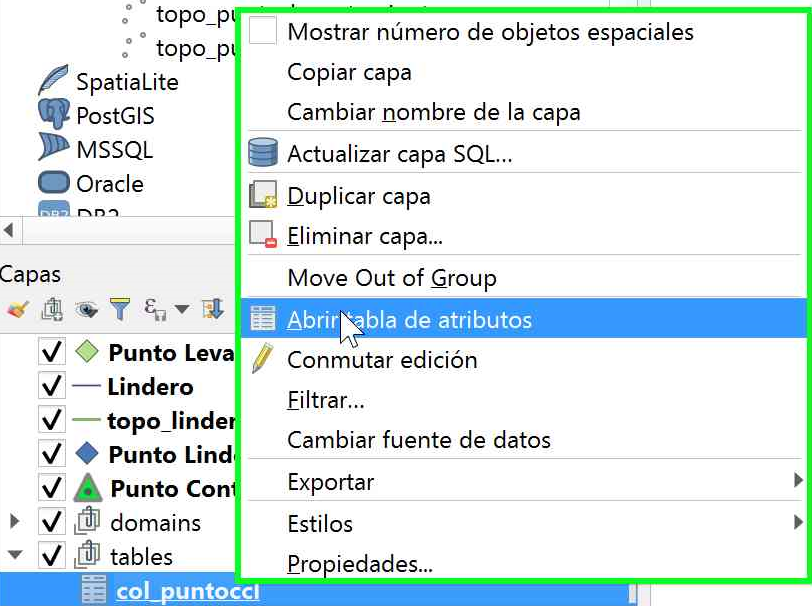 topo_pu
topo_pu
SpatiaLite
PostGIS
MSSQL
Oracle
DB2
Capas
Punto Leva
Lindero
topo_linder
Punto Lind
Punto Cont
domains
tables
col_puntoccl
Mostrar número de objetos espaciales
Copiar capa
Cambiar nombre de la capa
Actualizar capa SQL...
Duplicar capa
Eliminar capa...
Move Out of Group
Abrir tabla de atributos
Conmutar edición
Filtrar...
Cambiar fuente de datos
Exportar
Estilos
Propiedades...